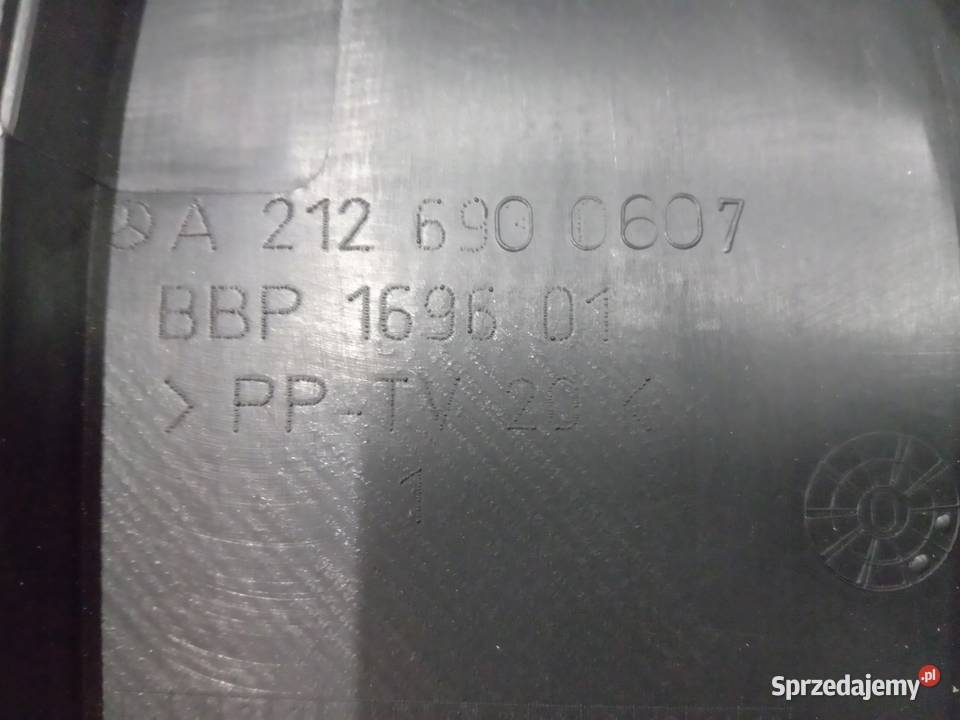 A 212 690 0607
BBP 1696 01
> PP-TV 20 <
1
Sprzedajemy.pl